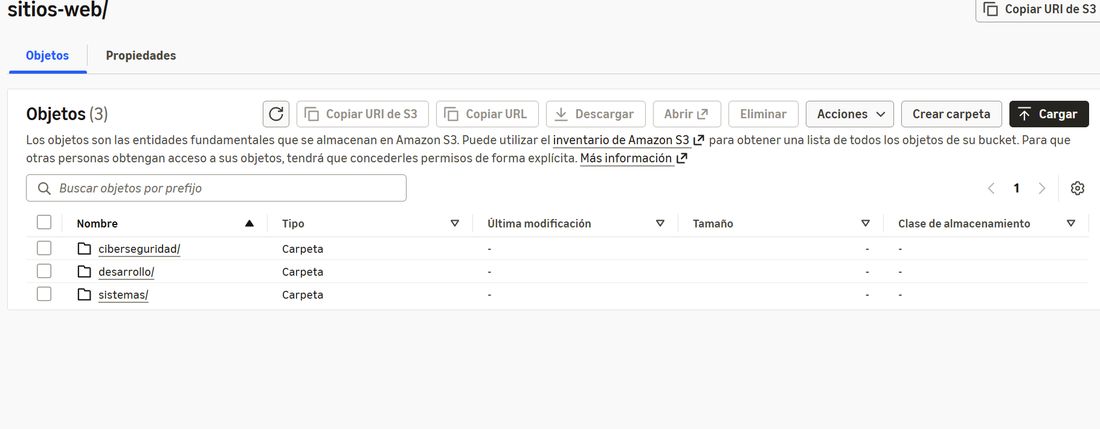 sitios-web/
Copiar URI de S3
Objetos
Propiedades
Objetos (3)
Copiar URI de S3
Copiar URL
Descargar
Abrir
Eliminar
Acciones
Crear carpeta
Cargar
Los objetos son las entidades fundamentales que se almacenan en Amazon S3. Puede utilizar el inventario de Amazon S3 para obtener una lista de todos los objetos de su bucket. Para que
otras personas obtengan acceso a sus objetos, tendrá que concederles permisos de forma explícita. Más información
Buscar objetos por prefijo
1
Nombre
Tipo
Última modificación
Tamaño
Clase de almacenamiento
ciberseguridad/ Carpeta - - -
desarrollo/ Carpeta - - -
sistemas/ Carpeta - - -